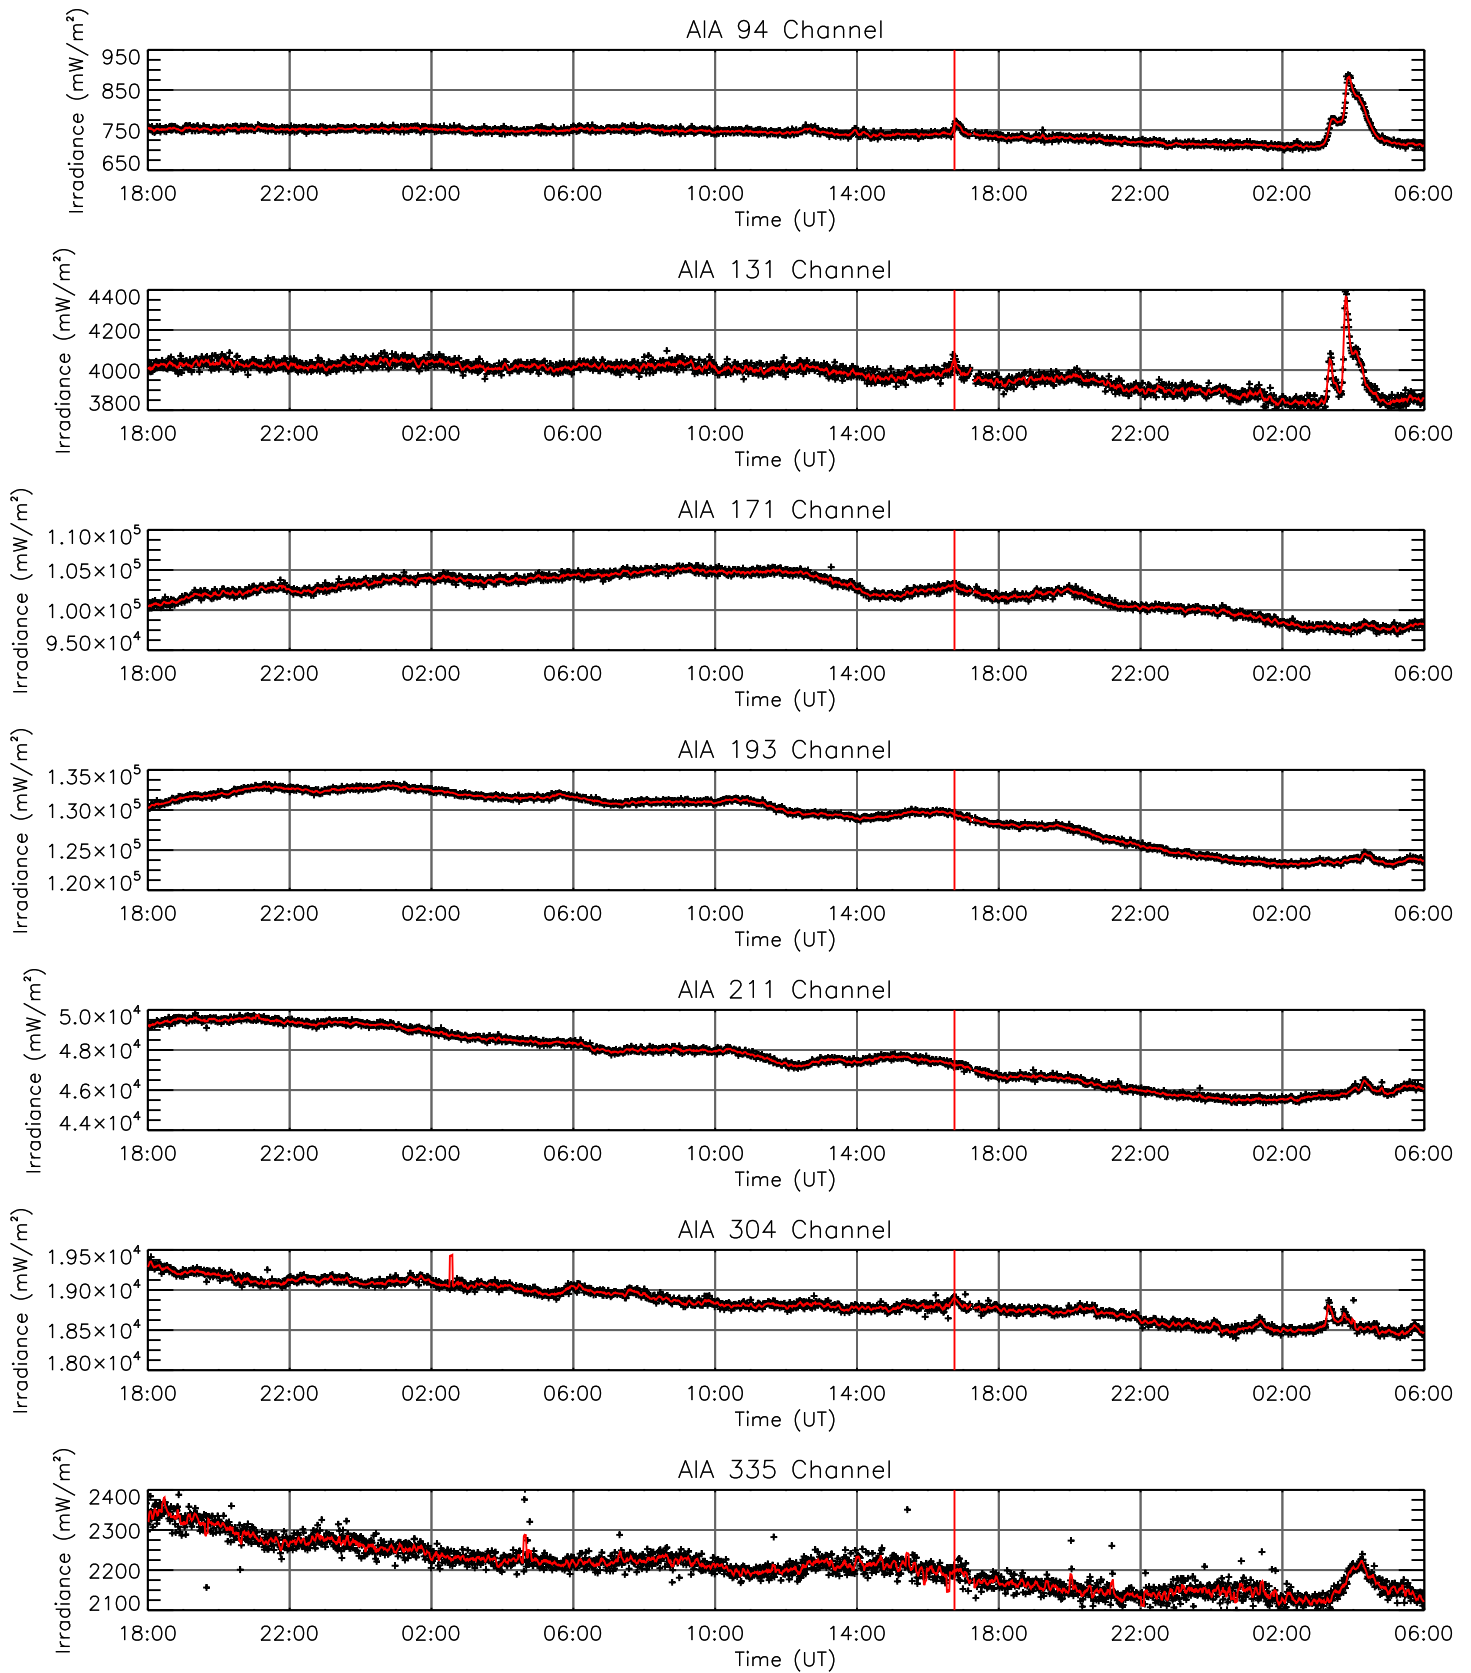 AIA 94 Channel
Irradiance (mW/m²)
950
850
750
650
18:00 22:00 02:00 06:00 10:00 14:00 18:00 22:00 02:00 06:00
Time (UT)
AIA 131 Channel
Irradiance (mW/m²)
4400
4200
4000
3800
18:00 22:00 02:00 06:00 10:00 14:00 18:00 22:00 02:00 06:00
Time (UT)
AIA 171 Channel
Irradiance (mW/m²)
1.10×10⁵
1.05×10⁵
1.00×10⁵
9.50×10⁴
18:00 22:00 02:00 06:00 10:00 14:00 18:00 22:00 02:00 06:00
Time (UT)
AIA 193 Channel
Irradiance (mW/m²)
1.35×10⁵
1.30×10⁵
1.25×10⁵
1.20×10⁵
18:00 22:00 02:00 06:00 10:00 14:00 18:00 22:00 02:00 06:00
Time (UT)
AIA 211 Channel
Irradiance (mW/m²)
5.0×10⁴
4.8×10⁴
4.6×10⁴
4.4×10⁴
18:00 22:00 02:00 06:00 10:00 14:00 18:00 22:00 02:00 06:00
Time (UT)
AIA 304 Channel
Irradiance (mW/m²)
1.95×10⁴
1.90×10⁴
1.85×10⁴
1.80×10⁴
18:00 22:00 02:00 06:00 10:00 14:00 18:00 22:00 02:00 06:00
Time (UT)
AIA 335 Channel
Irradiance (mW/m²)
2400
2300
2200
2100
18:00 22:00 02:00 06:00 10:00 14:00 18:00 22:00 02:00 06:00
Time (UT)